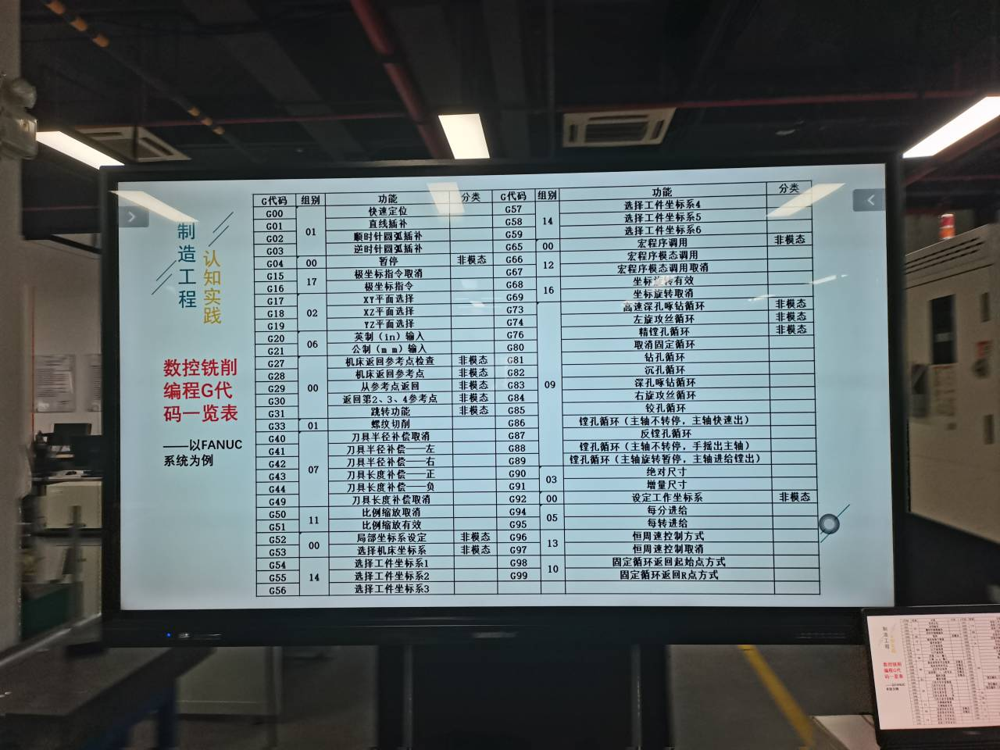 制造工程
认知实践
数控铣削
编程G代
码一览表
——以FANUC
系统为例
G代码 组别 功能 分类 G代码 组别 功能 分类
G00 01 快速定位 G57 14 选择工件坐标系4
G01 直线插补 G58 选择工件坐标系5
G02 顺时针圆弧插补 G59 选择工件坐标系6
G03 逆时针圆弧插补 G65 00 宏程序调用 非模态
G04 00 暂停 非模态 G66 12 宏程序模态调用
G15 17 极坐标指令取消 G67 宏程序模态调用取消
G16 极坐标指令 G68 16 坐标旋转有效
G17 02 XY平面选择 G69 坐标旋转取消
G18 XZ平面选择 G73 09 高速深孔啄钻循环 非模态
G19 YZ平面选择 G74 左旋攻丝循环 非模态
G20 06 英制（in）输入 G76 精镗孔循环 非模态
G21 公制（mm）输入 G80 取消固定循环
G27 00 机床返回参考点检查 非模态 G81 钻孔循环
G28 机床返回参考点 非模态 G82 沉孔循环
G29 从参考点返回 非模态 G83 深孔啄钻循环
G30 返回第2、3、4参考点 非模态 G84 右旋攻丝循环
G31 跳转功能 非模态 G85 铰孔循环
G33 01 螺纹切削 G86 镗孔循环（主轴不转停，主轴快速出）
G40 07 刀具半径补偿取消 G87 反镗孔循环
G41 刀具半径补偿——左 G88 镗孔循环（主轴不转停，手摇出主轴）
G42 刀具半径补偿——右 G89 镗孔循环（主轴旋转暂停，主轴进给镗出）
G43 刀具长度补偿——正 G90 03 绝对尺寸
G44 刀具长度补偿——负 G91 增量尺寸
G49 刀具长度补偿取消 G92 00 设定工作坐标系 非模态
G50 11 比例缩放取消 G94 05 每分进给
G51 比例缩放有效 G95 每转进给
G52 00 局部坐标系设定 非模态 G96 13 恒周速控制方式
G53 选择机床坐标系 非模态 G97 恒周速控制取消
G54 14 选择工件坐标系1 G98 10 固定循环返回起始点方式
G55 选择工件坐标系2 G99 固定循环返回R点方式
G56 选择工件坐标系3
制造工程
数控铣削
编程G代
码一览表